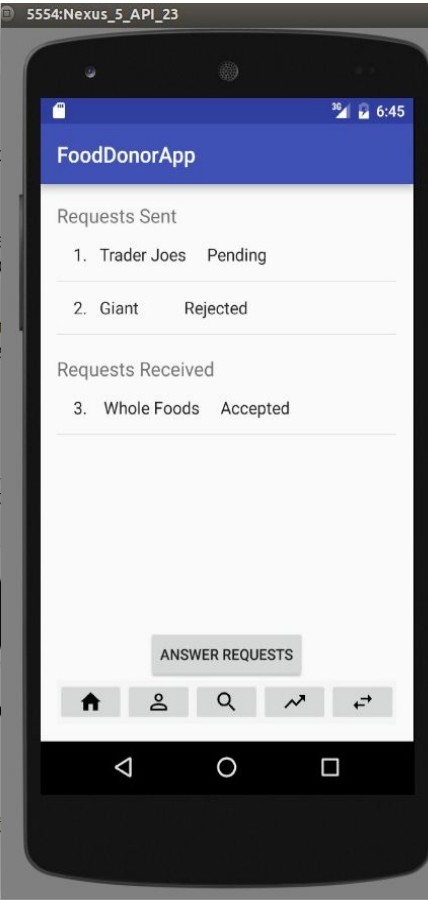 5554:Nexus_5_API_23
3G 6:45
FoodDonorApp
Requests Sent
1. Trader Joes Pending
2. Giant Rejected
Requests Received
3. Whole Foods Accepted
ANSWER REQUESTS